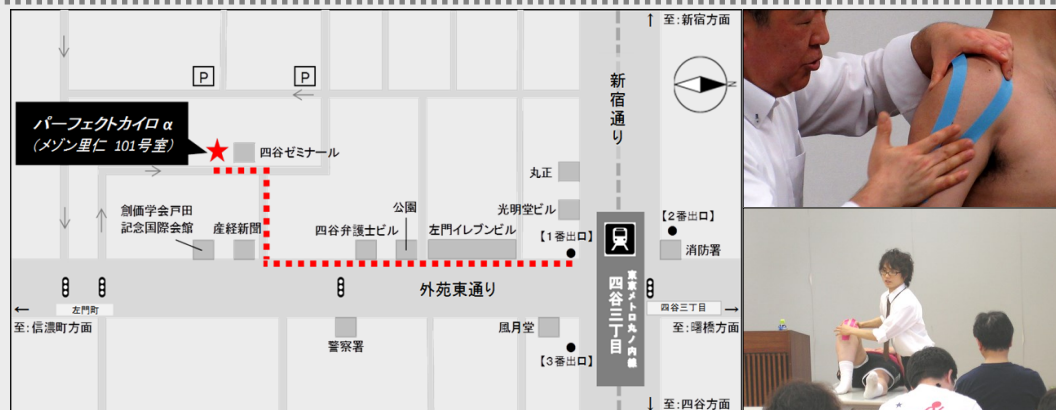 ↑ 至:新宿方面
P
P
N
新宿通り
パーフェクトカイロ α
(メゾン里仁 101号室)
四谷ゼミナール
丸正
光明堂ビル
創価学会戸田
記念国際会館
産経新聞
四谷弁護士ビル
公園
左門イレブンビル
【1番出口】
【2番出口】
消防署
外苑東通り
東京メトロ丸ノ内線
四谷三丁目
←
左門町
至:信濃町方面
四谷三丁目
→
至:曙橋方面
警察署
風月堂
【3番出口】
↓ 至:四谷方面